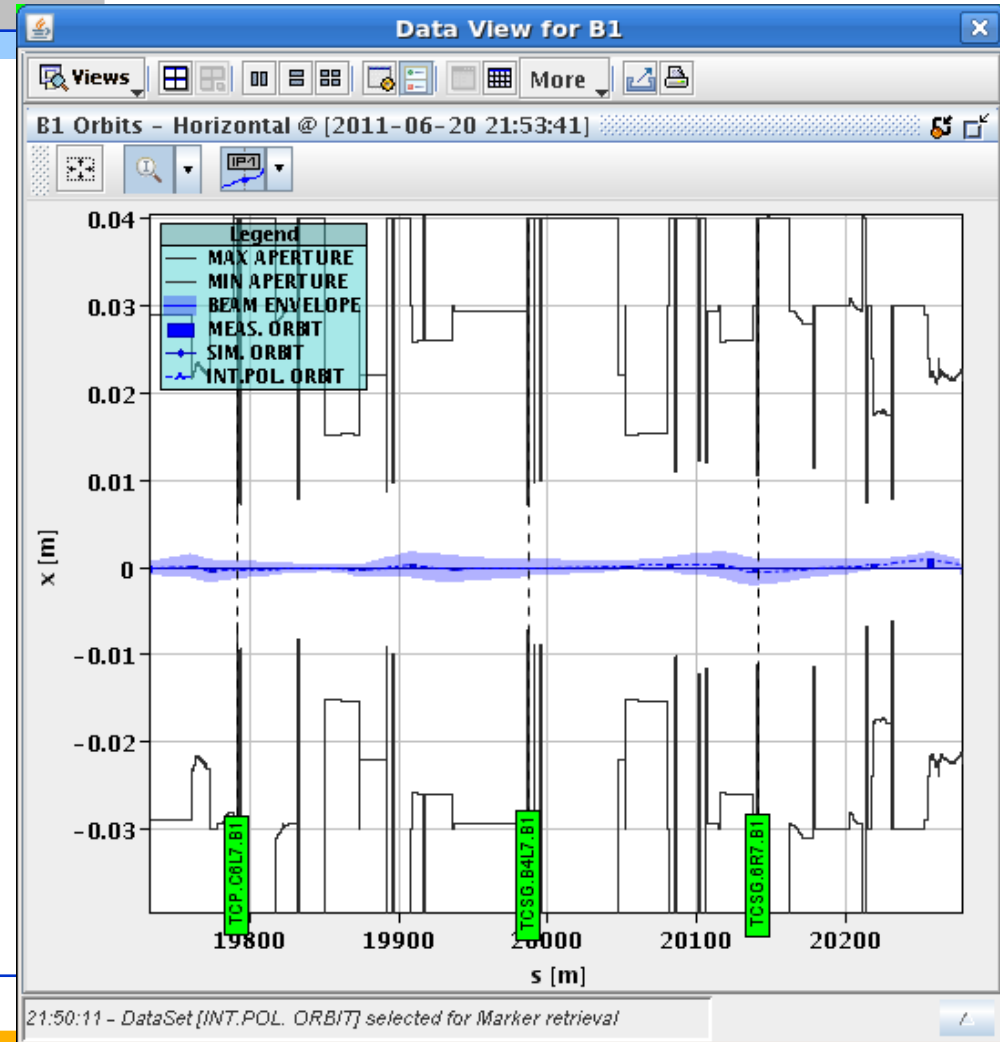 Data View for B1
Views More
B1 Orbits - Horizontal @ [2011-06-20 21:53:41]
IP1
0.04
0.03
0.02
0.01
0
-0.01
-0.02
-0.03
x [m]
Legend
MAX APERTURE
MIN APERTURE
BEAM ENVELOPE
MEAS. ORBIT
SIM. ORBIT
INT.POL. ORBIT
TCP.C6L7.B1
TCSG.B4L7.B1
TCSG.6R7.B1
19800 19900 20000 20100 20200
s [m]
21:50:11 - DataSet [INT.POL. ORBIT] selected for Marker retrieval